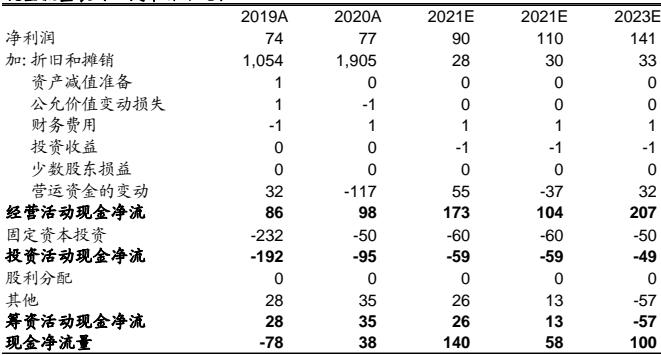 2019A 2020A 2021E 2021E 2023E
净利润 74 77 90 110 141
加: 折旧和摊销 1,054 1,905 28 30 33
资产减值准备 1 0 0 0 0
公允价值变动损失 1 -1 0 0 0
财务费用 -1 1 1 1 1
投资收益 0 0 -1 -1 -1
少数股东损益 0 0 0 0 0
营运资金的变动 32 -117 55 -37 32
经营活动现金净流 86 98 173 104 207
固定资本投资 -232 -50 -60 -60 -50
投资活动现金净流 -192 -95 -59 -59 -49
股利分配 0 0 0 0 0
其他 28 35 26 13 -57
筹资活动现金净流 28 35 26 13 -57
现金净流量 -78 38 140 58 100